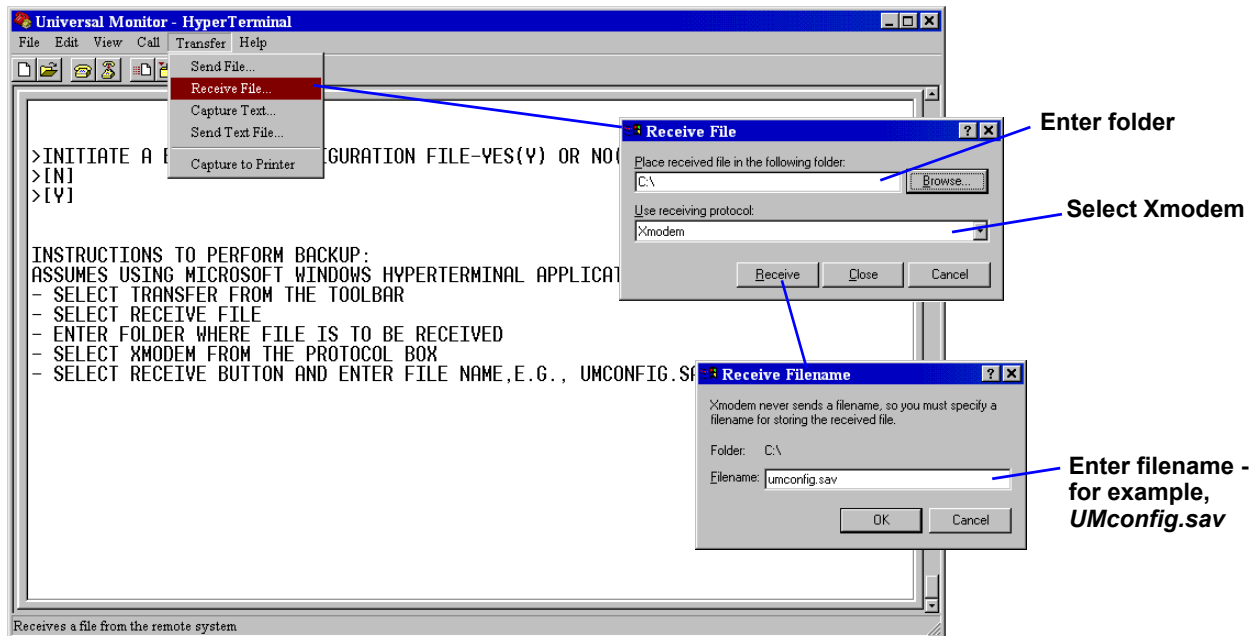 Universal Monitor - HyperTerminal
File Edit View Call Transfer Help
Send File...
Receive File...
Capture Text...
Send Text File...
Capture to Printer
>INITIATE A B
IGURATION FILE-YES(Y) OR NO(
>[N]
>[Y]
INSTRUCTIONS TO PERFORM BACKUP:
ASSUMES USING MICROSOFT WINDOWS HYPERTERMINAL APPLICAT
- SELECT TRANSFER FROM THE TOOLBAR
- SELECT RECEIVE FILE
- ENTER FOLDER WHERE FILE IS TO BE RECEIVED
- SELECT XMODEM FROM THE PROTOCOL BOX
- SELECT RECEIVE BUTTON AND ENTER FILE NAME,E.G., UMCONFIG.SA
Receives a file from the remote system
Receive File
Place received file in the following folder:
C:\
Browse...
Use receiving protocol:
Xmodem
Receive Close Cancel
Enter folder
Select Xmodem
Receive Filename
Xmodem never sends a filename, so you must specify a
filename for storing the received file.
Folder: C:\
Filename: umconfig.sav
OK Cancel
Enter filename -
for example,
UMconfig.sav